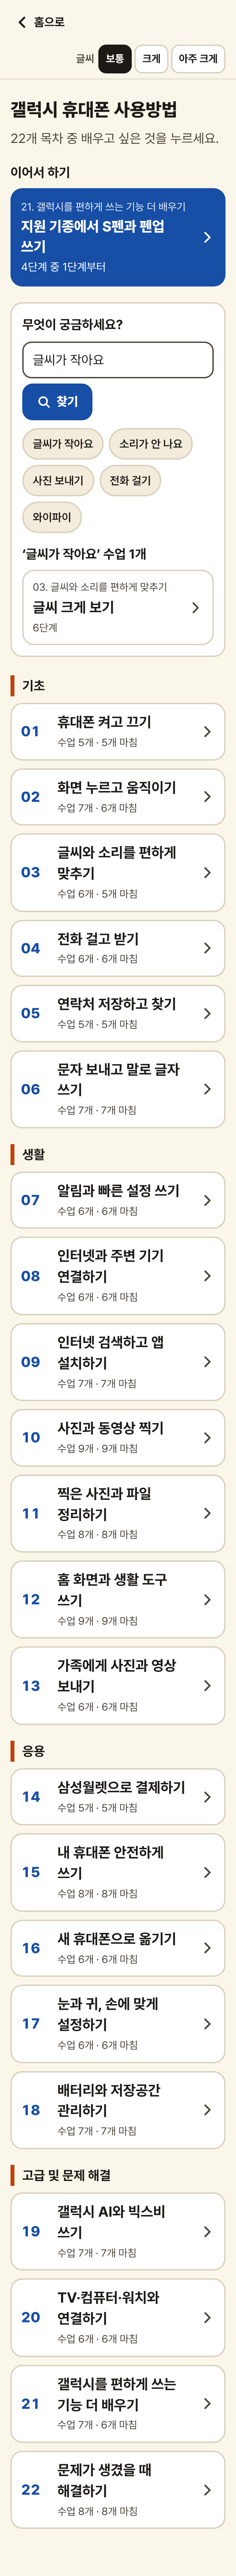 홈으로
글씨 보통 크게 아주 크게
갤럭시 휴대폰 사용방법
22개 목차 중 배우고 싶은 것을 누르세요.
이어서 하기
21. 갤럭시를 편하게 쓰는 기능 더 배우기
지원 기종에서 S펜과 펜업
쓰기
4단계 중 1단계부터
무엇이 궁금하세요?
글씨가 작아요
찾기
글씨가 작아요 소리가 안 나요
사진 보내기 전화 걸기
와이파이
‘글씨가 작아요’ 수업 1개
03. 글씨와 소리를 편하게 맞추기
글씨 크게 보기
6단계
기초
01 휴대폰 켜고 끄기
수업 5개 · 5개 마침
02 화면 누르고 움직이기
수업 7개 · 6개 마침
03 글씨와 소리를 편하게
맞추기
수업 6개 · 5개 마침
04 전화 걸고 받기
수업 6개 · 6개 마침
05 연락처 저장하고 찾기
수업 5개 · 5개 마침
06 문자 보내고 말로 글자
쓰기
수업 7개 · 7개 마침
생활
07 알림과 빠른 설정 쓰기
수업 6개 · 6개 마침
08 인터넷과 주변 기기
연결하기
수업 6개 · 6개 마침
09 인터넷 검색하고 앱
설치하기
수업 7개 · 7개 마침
10 사진과 동영상 찍기
수업 9개 · 9개 마침
11 찍은 사진과 파일
정리하기
수업 8개 · 8개 마침
12 홈 화면과 생활 도구
쓰기
수업 9개 · 9개 마침
13 가족에게 사진과 영상
보내기
수업 6개 · 6개 마침
응용
14 삼성월렛으로 결제하기
수업 5개 · 5개 마침
15 내 휴대폰 안전하게
쓰기
수업 8개 · 8개 마침
16 새 휴대폰으로 옮기기
수업 6개 · 6개 마침
17 눈과 귀, 손에 맞게
설정하기
수업 6개 · 6개 마침
18 배터리와 저장공간
관리하기
수업 7개 · 7개 마침
고급 및 문제 해결
19 갤럭시 AI와 빅스비
쓰기
수업 7개 · 7개 마침
20 TV·컴퓨터·워치와
연결하기
수업 6개 · 6개 마침
21 갤럭시를 편하게 쓰는
기능 더 배우기
수업 7개 · 6개 마침
22 문제가 생겼을 때
해결하기
수업 8개 · 8개 마침